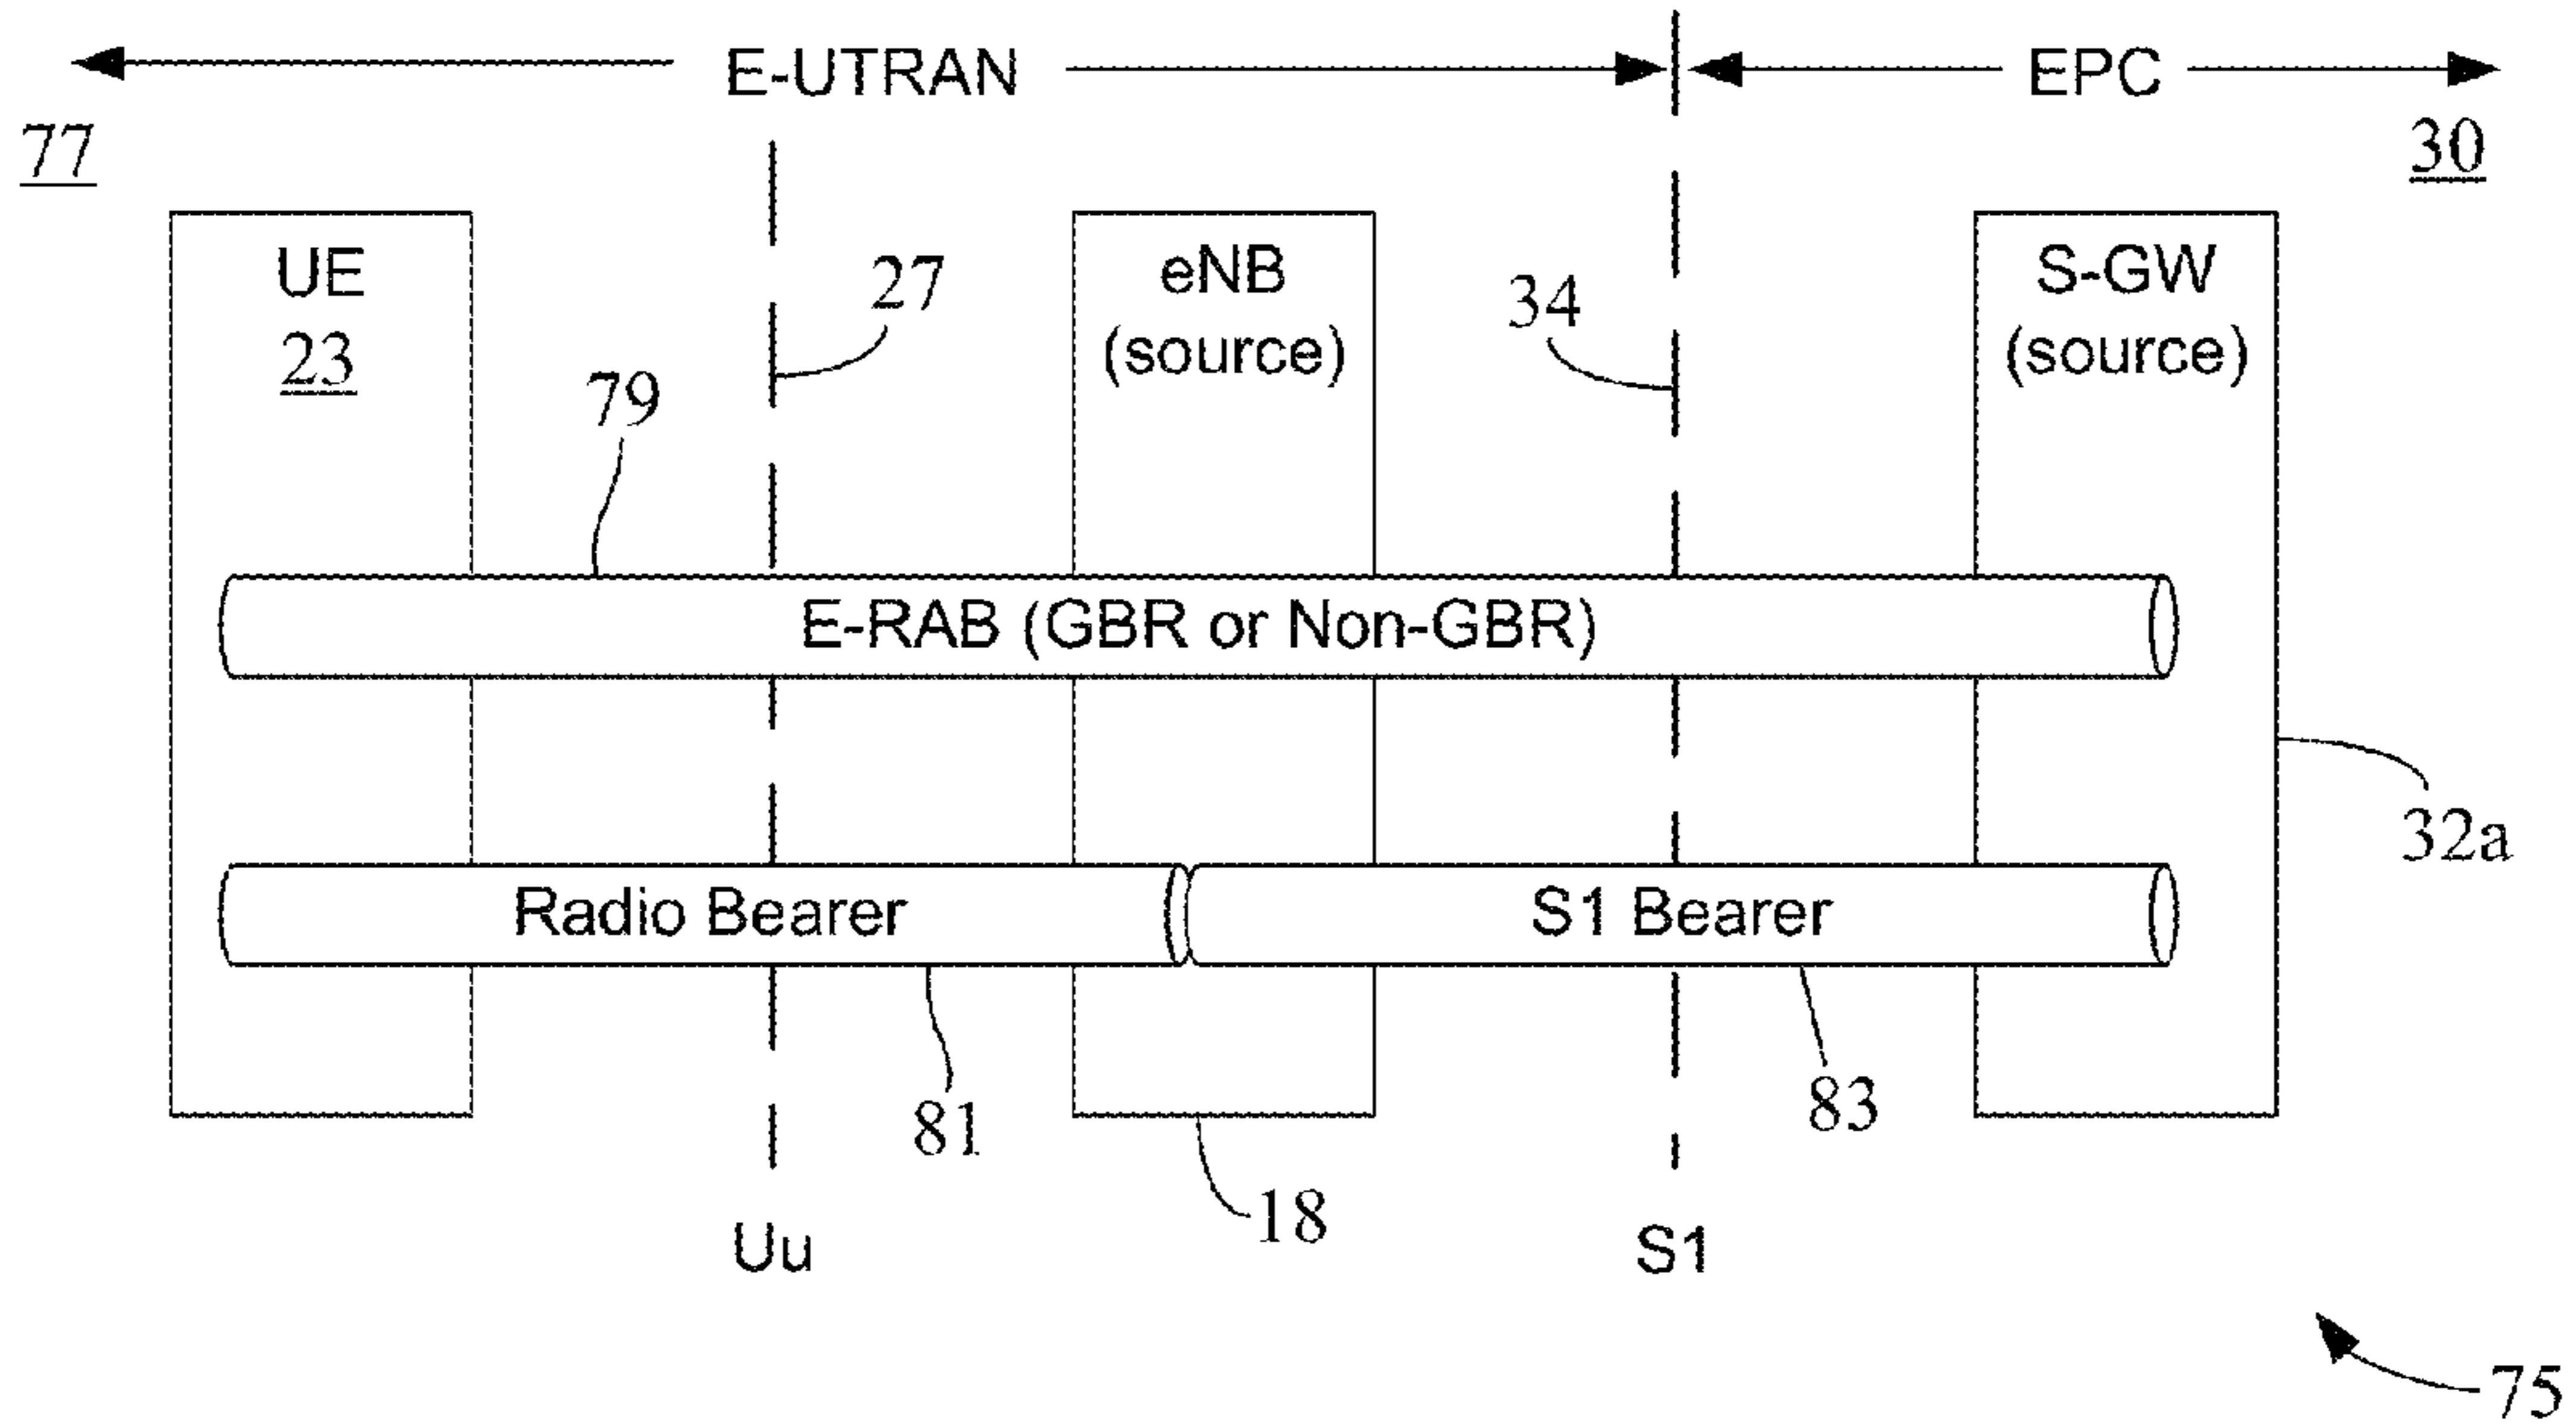 E-UTRAN
EPC
77
30
UE
23
27
eNB
(source)
34
S-GW
(source)
79
E-RAB (GBR or Non-GBR)
32a
Radio Bearer
S1 Bearer
81
83
18
Uu
S1
75